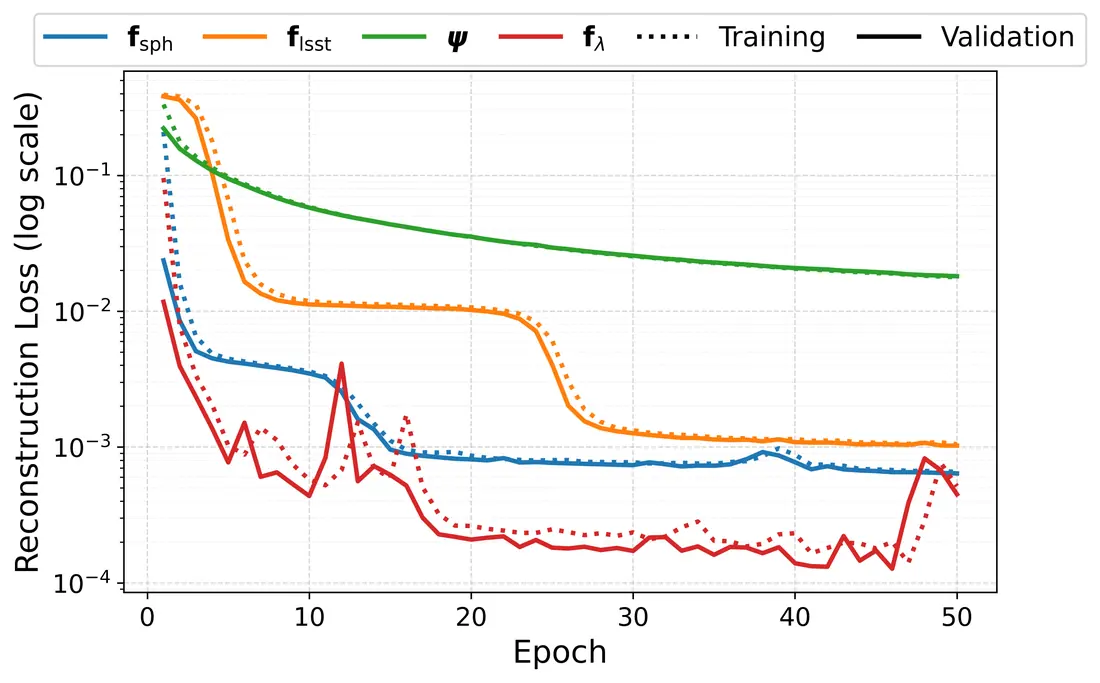 f_sph f_lsst ψ f_λ Training Validation
Reconstruction Loss (log scale)
10⁻¹
10⁻²
10⁻³
10⁻⁴
0 10 20 30 40 50
Epoch